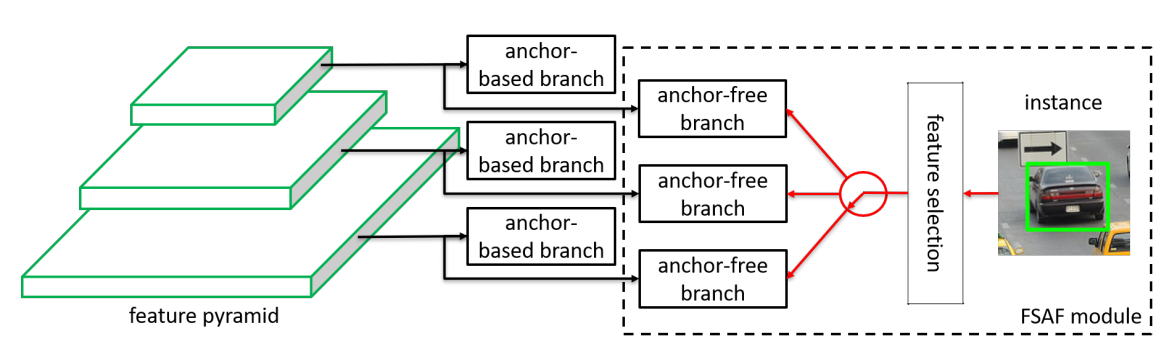 anchor-
based branch
anchor-free
branch
anchor-
based branch
anchor-free
branch
anchor-
based branch
anchor-free
branch
feature selection
instance
feature pyramid
FSAF module